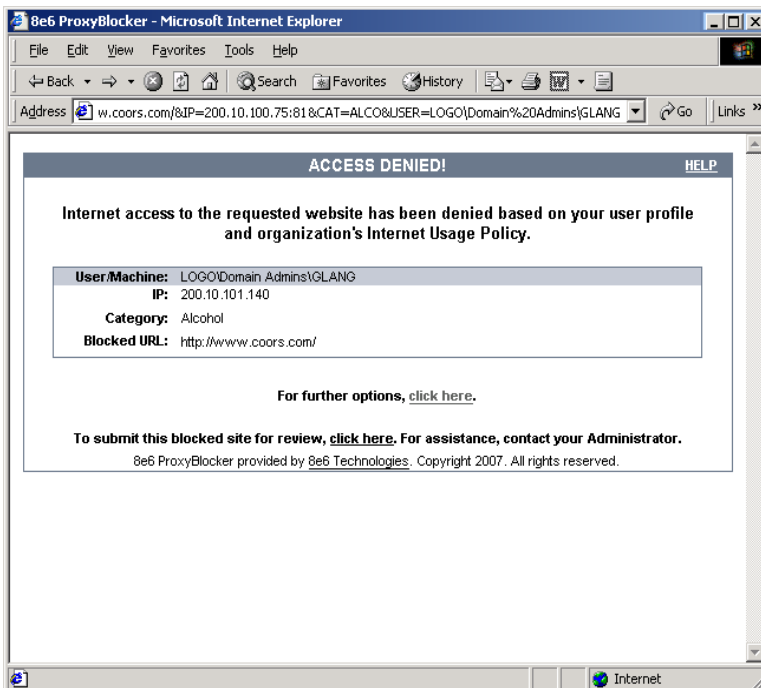 8e6 ProxyBlocker - Microsoft Internet Explorer
File Edit View Favorites Tools Help
Back Search Favorites History
Address w.coors.com/&IP=200.10.100.75:81&CAT=ALCO&USER=LOGO\Domain%20Admins\GLANG Go Links »
ACCESS DENIED! HELP
Internet access to the requested website has been denied based on your user profile
and organization's Internet Usage Policy.
User/Machine: LOGO\Domain Admins\GLANG
IP: 200.10.101.140
Category: Alcohol
Blocked URL: http://www.coors.com/
For further options, click here.
To submit this blocked site for review, click here. For assistance, contact your Administrator.
8e6 ProxyBlocker provided by 8e6 Technologies. Copyright 2007. All rights reserved.
Internet